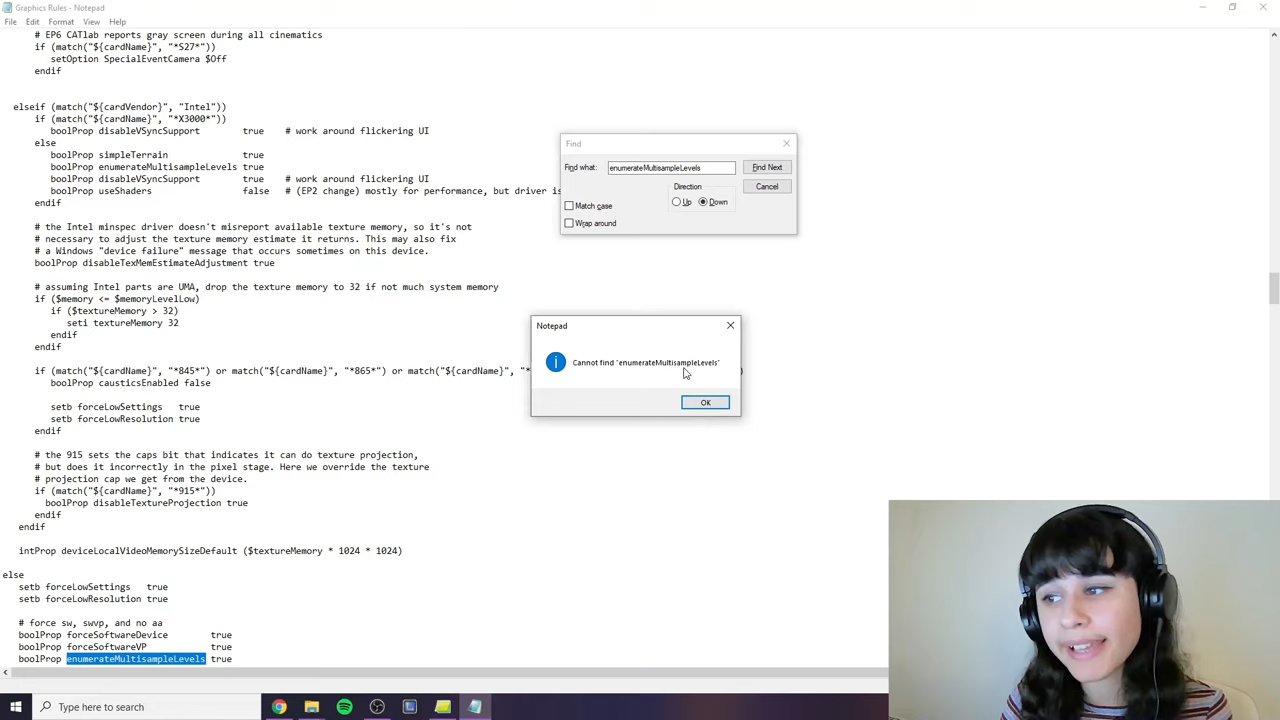 Graphics Rules - Notepad
File Edit Format View Help
# EP6 CATlab reports gray screen during all cinematics
if (match("${cardName}", "*S27*"))
setOption SpecialEventCamera $Off
endif
elseif (match("${cardVendor}", "Intel"))
if (match("${cardName}", "*X3000*"))
boolProp disableVSyncSupport true # work around flickering UI
else
boolProp simpleTerrain true
boolProp enumerateMultisampleLevels true
boolProp disableVSyncSupport true # work around flickering UI
boolProp useShaders false # (EP2 change) mostly for performance, but driver is
endif
# the Intel minspec driver doesn't misreport available texture memory, so it's not
# necessary to adjust the texture memory estimate it returns. This may also fix
# a Windows "device failure" message that occurs sometimes on this device.
boolProp disableTexMemEstimateAdjustment true
# assuming Intel parts are UMA, drop the texture memory to 32 if not much system memory
if ($memory <= $memoryLevelLow)
if ($textureMemory > 32)
seti textureMemory 32
endif
endif
if (match("${cardName}", "*845*") or match("${cardName}", "*865*") or match("${cardName}", "*
boolProp causticsEnabled false
setb forceLowSettings true
setb forceLowResolution true
endif
# the 915 sets the caps bit that indicates it can do texture projection,
# but does it incorrectly in the pixel stage. Here we override the texture
# projection cap we get from the device.
if (match("${cardName}", "*915*"))
boolProp disableTextureProjection true
endif
endif
intProp deviceLocalVideoMemorySizeDefault ($textureMemory * 1024 * 1024)
else
setb forceLowSettings true
setb forceLowResolution true
# force sw, swvp, and no aa
boolProp forceSoftwareDevice true
boolProp forceSoftwareVP true
boolProp enumerateMultisampleLevels true
Find
Find what: enumerateMultisampleLevels Find Next
Direction Cancel
Up Down
Match case
Wrap around
Notepad
Cannot find "enumerateMultisampleLevels"
OK
Type here to search